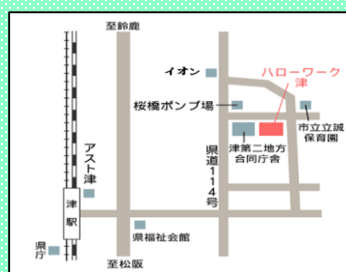 至鈴鹿
イオン
ハローワーク
津
桜橋ポンプ場
市立立誠
保育園
津第二地方
合同庁舎
県道114号
アスト津
津駅
県福祉会館
県庁
至松阪